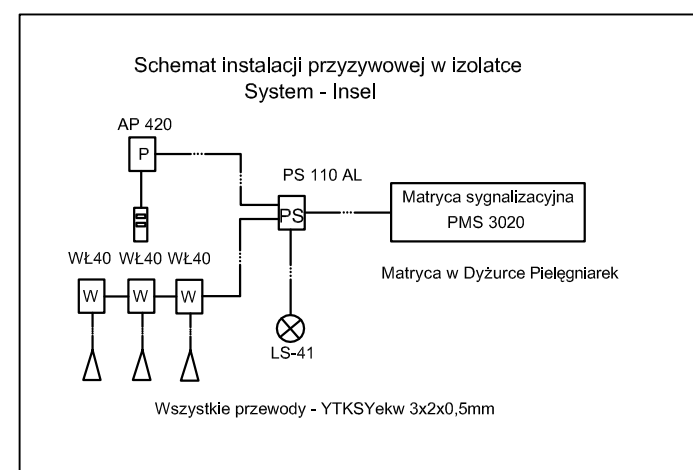 Schemat instalacji przyzywowej w izolatce
System - Insel
AP 420
P
PS 110 AL
PS
Matryca sygnalizacyjna
PMS 3020
WŁ40 WŁ40 WŁ40
Matryca w Dyżurce Pielęgniarek
W W W
LS-41
Wszystkie przewody - YTKSYekw 3x2x0,5mm